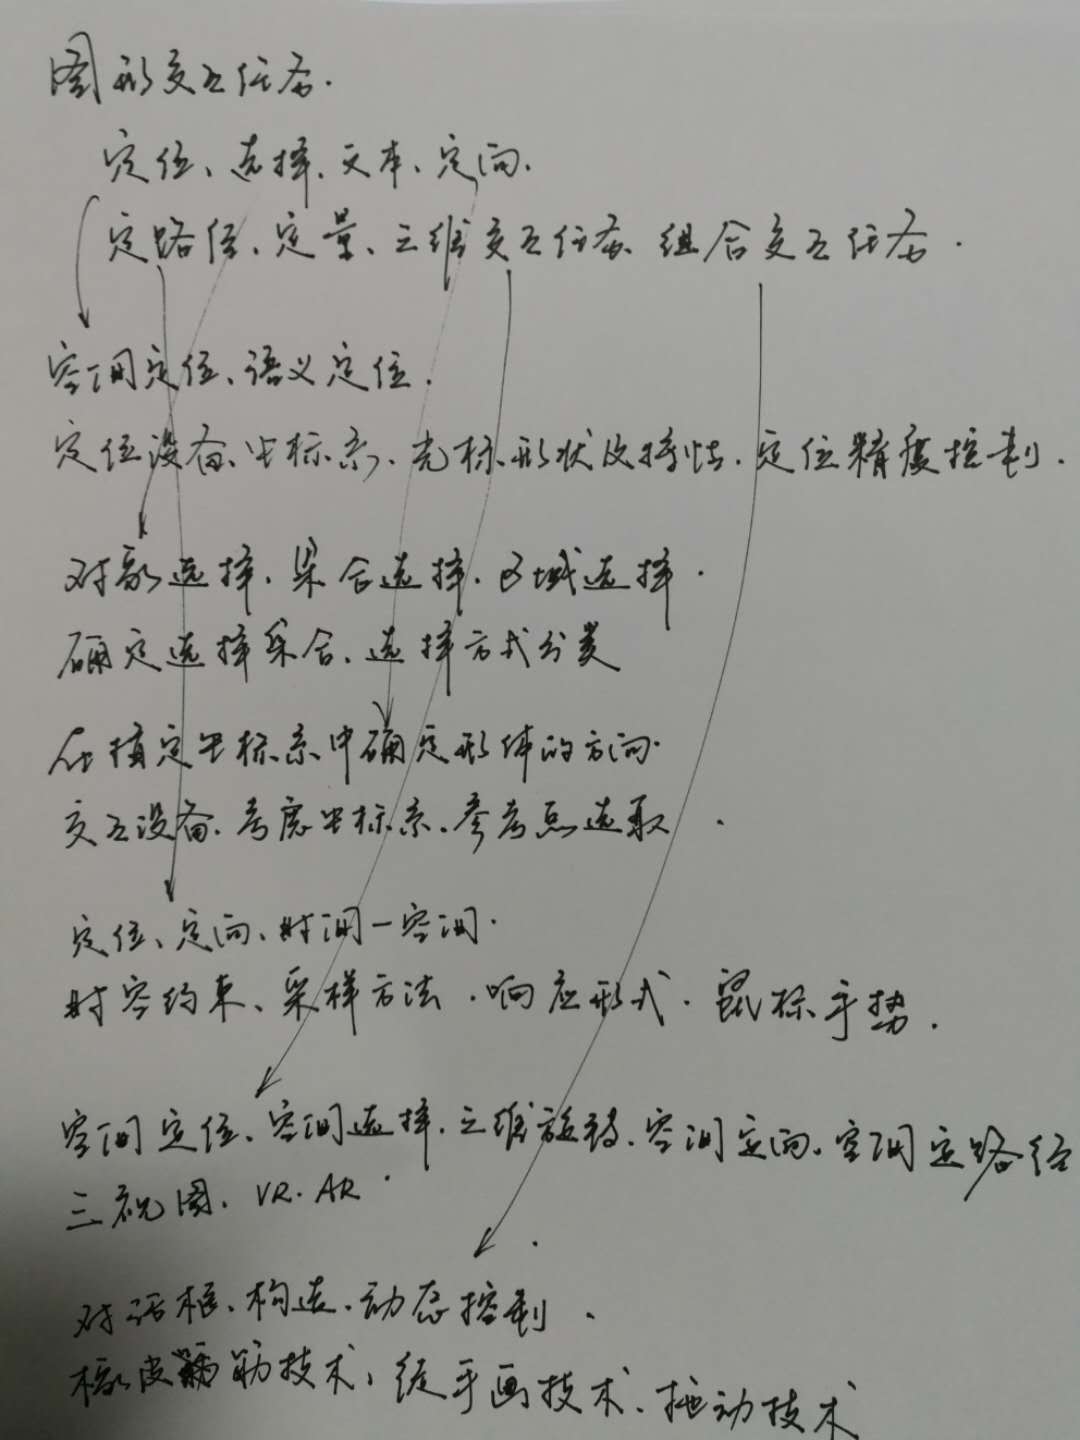 图形交互任务.
定位、选择、文本、定向.
定路径、定量、三维交互任务、组合交互任务.
空间定位、语义定位.
定位设备、坐标系、光标形状及特性、定位精度控制.
对象选择、集合选择、区域选择.
确定选择集合、选择方式分类
在指定坐标系中确定形体的方向.
交互设备、考虑坐标系、参考点选取.
定位、定向、时间-空间.
时空约束、采样方法、响应形式、鼠标手势.
空间定位、空间选择、三维旋转、空间定向、空间定路径
三视图、VR.AR.
对话框、构造、动态控制.
橡皮筋技术、徒手画技术、拖动技术